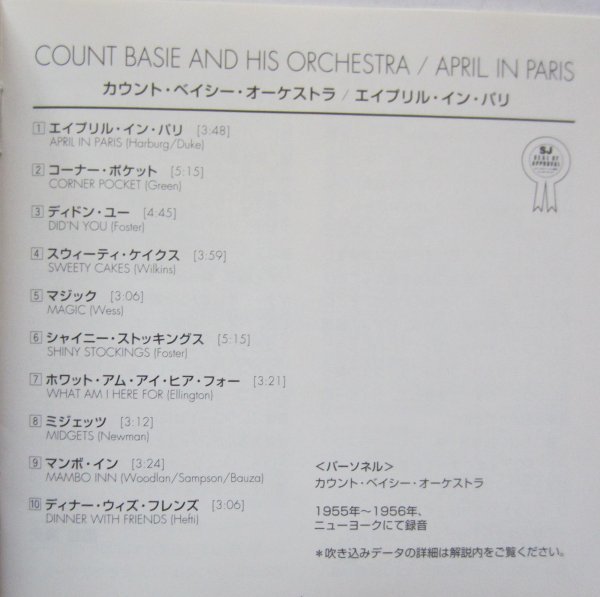 COUNT BASIE AND HIS ORCHESTRA / APRIL IN PARIS
カウント・ベイシー・オーケストラ / エイプリル・イン・パリ
1 エイプリル・イン・パリ [3:48]
APRIL IN PARIS (Harburg/Duke)
2 コーナー・ポケット [5:15]
CORNER POCKET (Green)
3 ディドン・ユー [4:45]
DID'N YOU (Foster)
4 スウィーティ・ケイクス [3:59]
SWEETY CAKES (Wilkins)
5 マジック [3:06]
MAGIC (Wess)
6 シャイニー・ストッキングス [5:15]
SHINY STOCKINGS (Foster)
7 ホワット・アム・アイ・ヒア・フォー [3:21]
WHAT AM I HERE FOR (Ellington)
8 ミジェッツ [3:12]
MIDGETS (Newman)
9 マンボ・イン [3:24]
MAMBO INN (Woodlan/Sampson/Bauza)
10 ディナー・ウィズ・フレンズ [3:06]
DINNER WITH FRIENDS (Hefti)
SJ
SEAL OF
APPROVAL
<パーソネル>
カウント・ベイシー・オーケストラ
1955年〜1956年、
ニューヨークにて録音
*吹き込みデータの詳細は解説内をご覧ください。